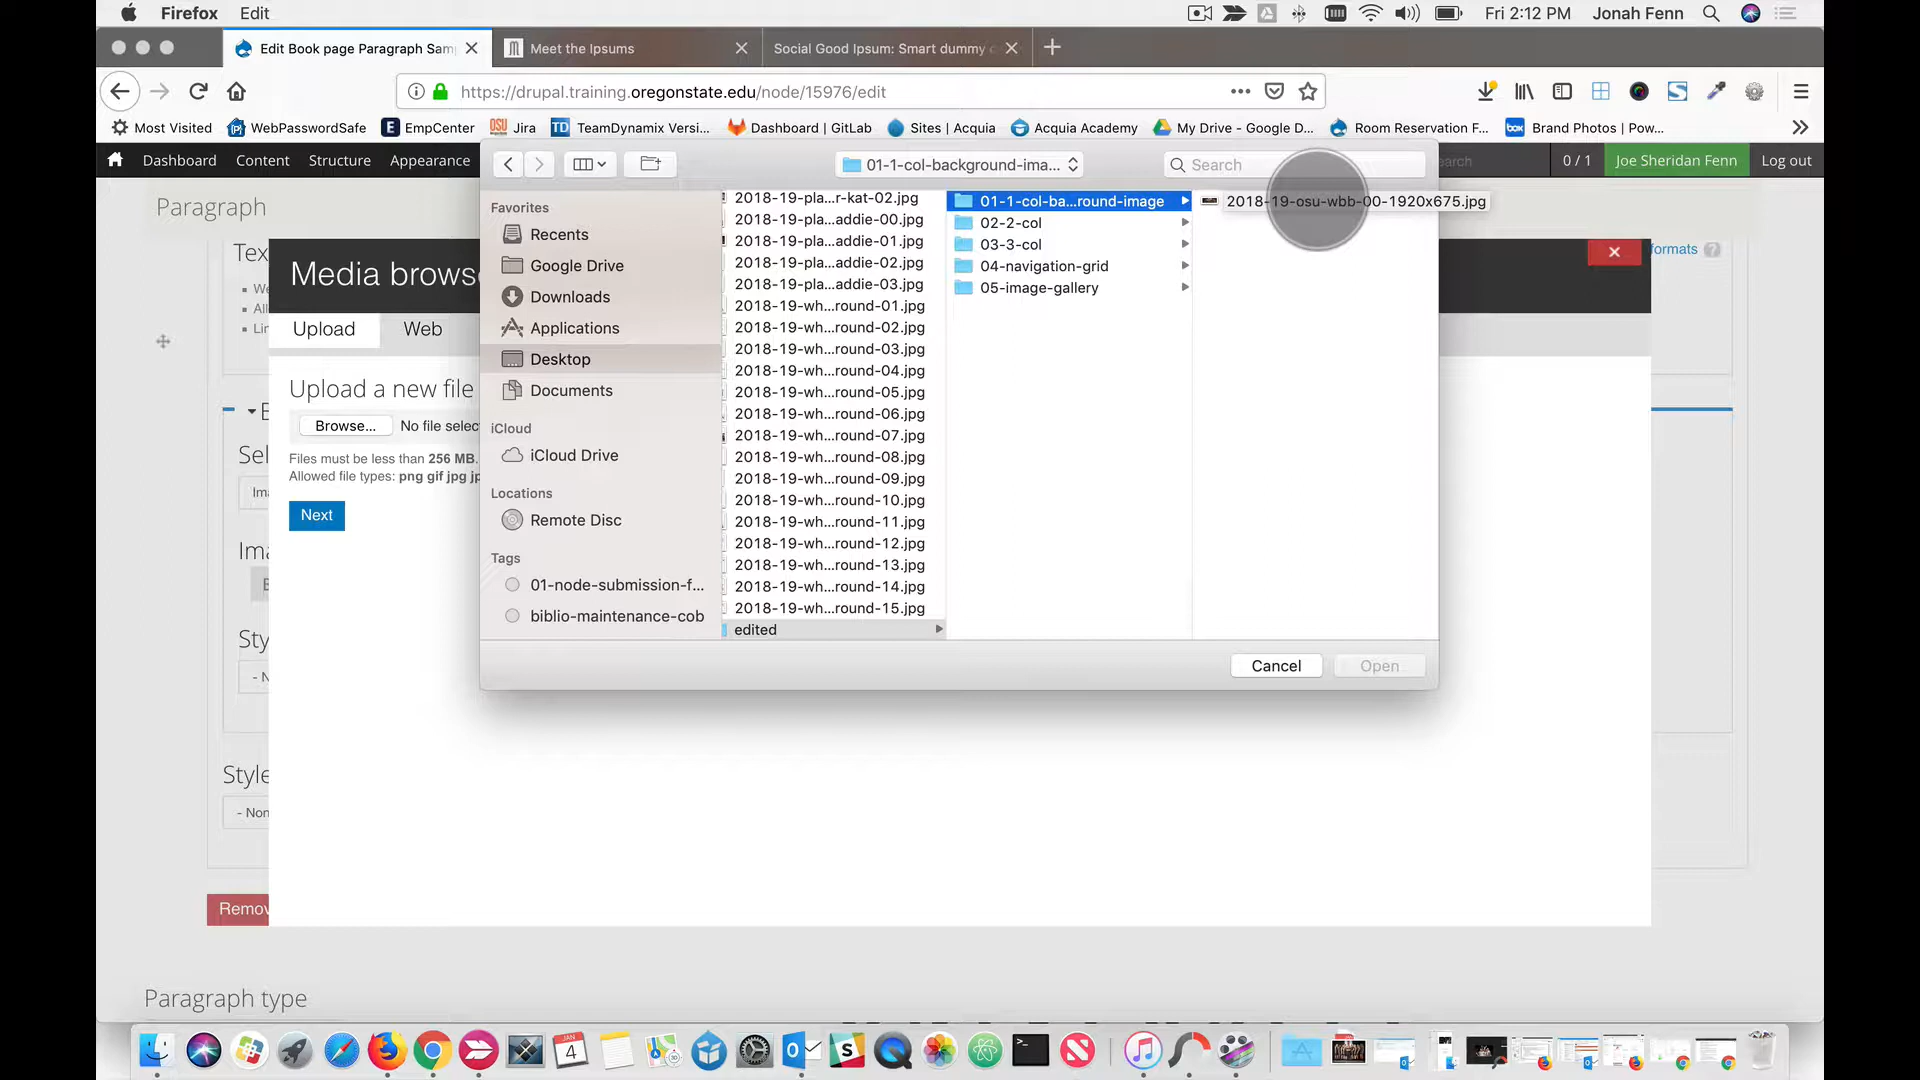 Firefox Edit
Fri 2:12 PM Jonah Fenn
Edit Book page Paragraph Sam
Meet the Ipsums
Social Good Ipsum: Smart dummy
https://drupal.training.oregonstate.edu/node/15976/edit
Most Visited WebPasswordSafe EmpCenter Jira TeamDynamix Versi... Dashboard | GitLab Sites | Acquia Acquia Academy My Drive - Google D... Room Reservation F... Brand Photos | Pow...
Dashboard Content Structure Appearance
0 / 1 Joe Sheridan Fenn Log out
01-1-col-background-ima...
Search
Paragraph
formats
Media browse
Upload Web
Upload a new file
Browse... No file selec
Files must be less than 256 MB.
Allowed file types: png gif jpg jp
Next
Favorites
Recents
Google Drive
Downloads
Applications
Desktop
Documents
iCloud
iCloud Drive
Locations
Remote Disc
Tags
01-node-submission-f...
biblio-maintenance-cob
2018-19-pla...r-kat-02.jpg
2018-19-pla...addie-00.jpg
2018-19-pla...addie-01.jpg
2018-19-pla...addie-02.jpg
2018-19-pla...addie-03.jpg
2018-19-wh...round-01.jpg
2018-19-wh...round-02.jpg
2018-19-wh...round-03.jpg
2018-19-wh...round-04.jpg
2018-19-wh...round-05.jpg
2018-19-wh...round-06.jpg
2018-19-wh...round-07.jpg
2018-19-wh...round-08.jpg
2018-19-wh...round-09.jpg
2018-19-wh...round-10.jpg
2018-19-wh...round-11.jpg
2018-19-wh...round-12.jpg
2018-19-wh...round-13.jpg
2018-19-wh...round-14.jpg
2018-19-wh...round-15.jpg
edited
01-1-col-ba...round-image
02-2-col
03-3-col
04-navigation-grid
05-image-gallery
2018-19-osu-wbb-00-1920x675.jpg
Cancel Open
Style
- Non
Remov
Paragraph type
JAN
4